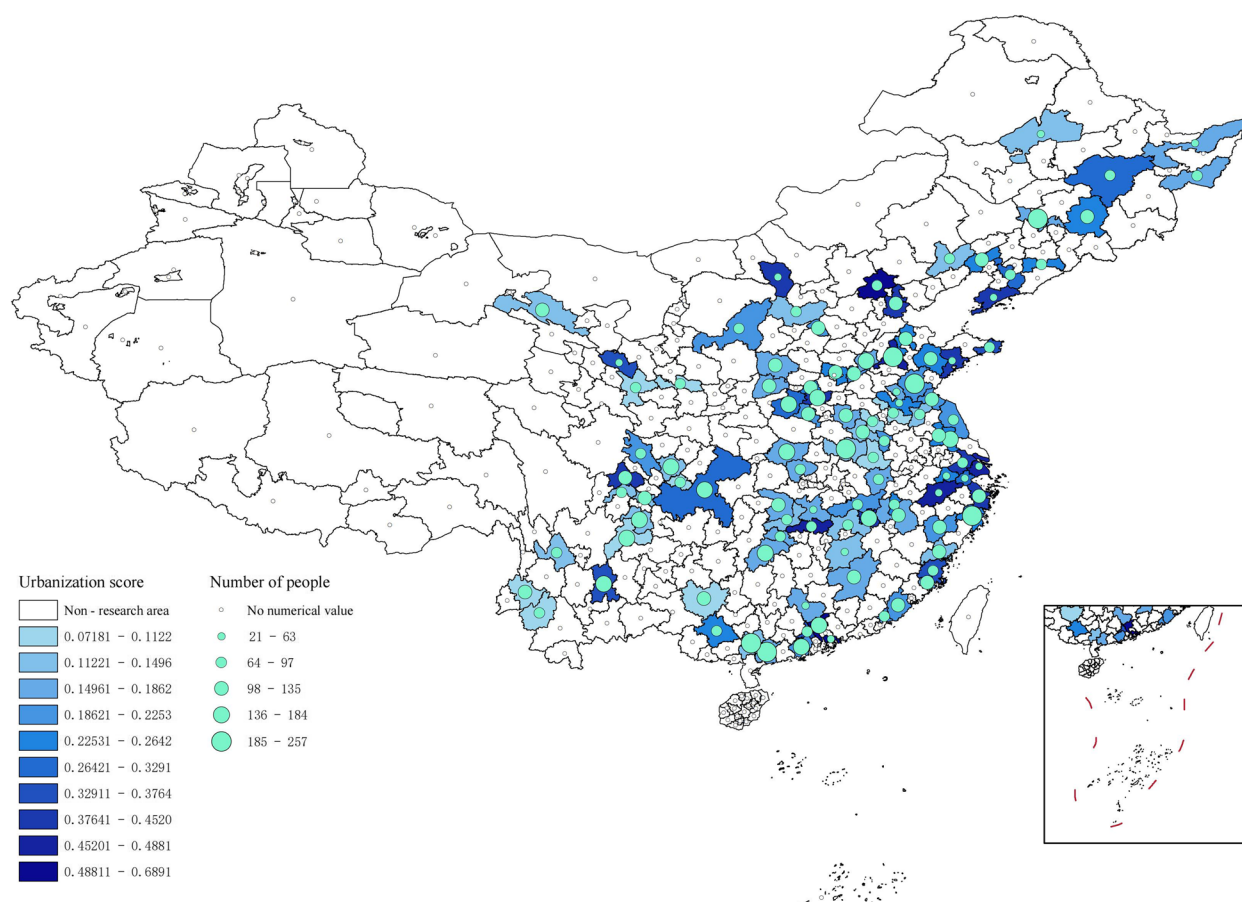 Urbanization score
Non - research area
0.07181 - 0.1122
0.11221 - 0.1496
0.14961 - 0.1862
0.18621 - 0.2253
0.22531 - 0.2642
0.26421 - 0.3291
0.32911 - 0.3764
0.37641 - 0.4520
0.45201 - 0.4881
0.48811 - 0.6891
Number of people
No numerical value
21 - 63
64 - 97
98 - 135
136 - 184
185 - 257